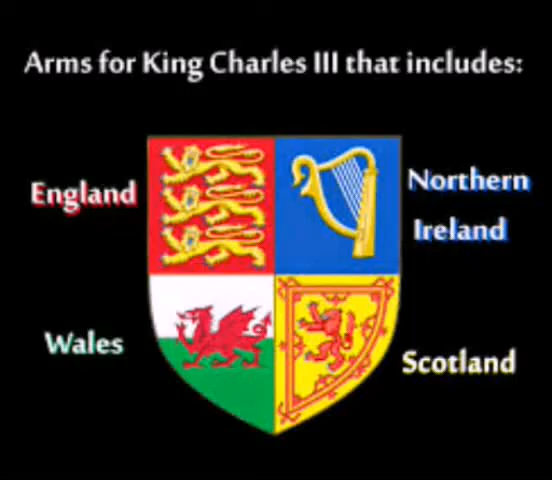 Arms for King Charles III that includes:
England
Northern
Ireland
Wales
Scotland